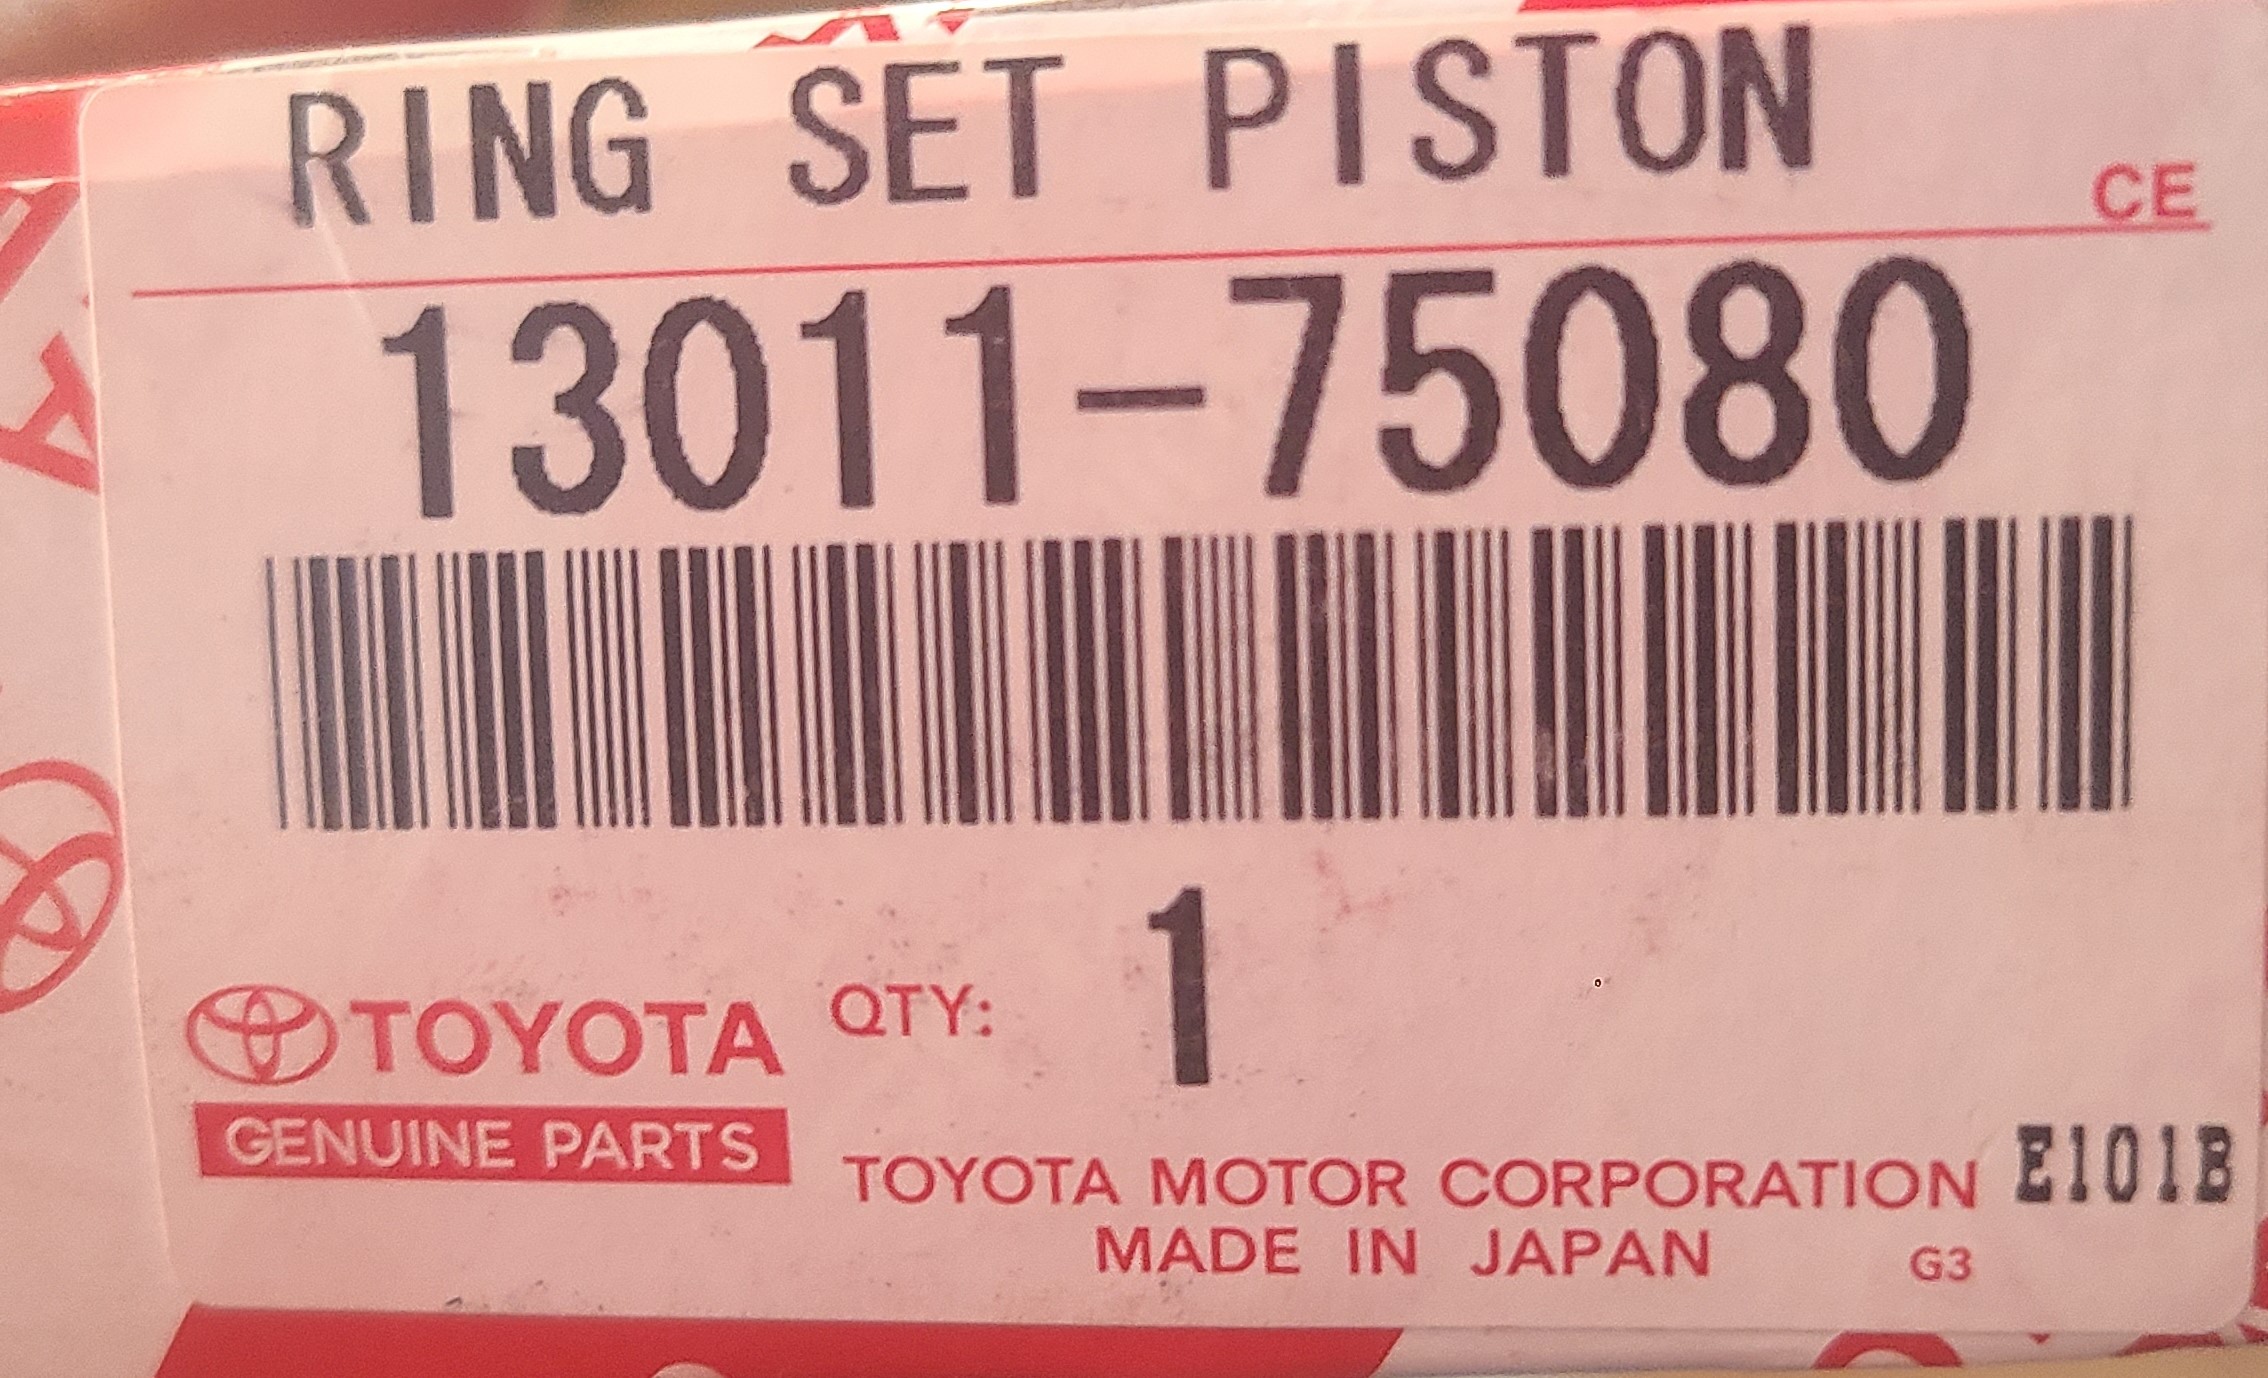 RING SET PISTON
CE
13011-75080
TOYOTA QTY: 1
GENUINE PARTS
TOYOTA MOTOR CORPORATION E101B
MADE IN JAPAN G3